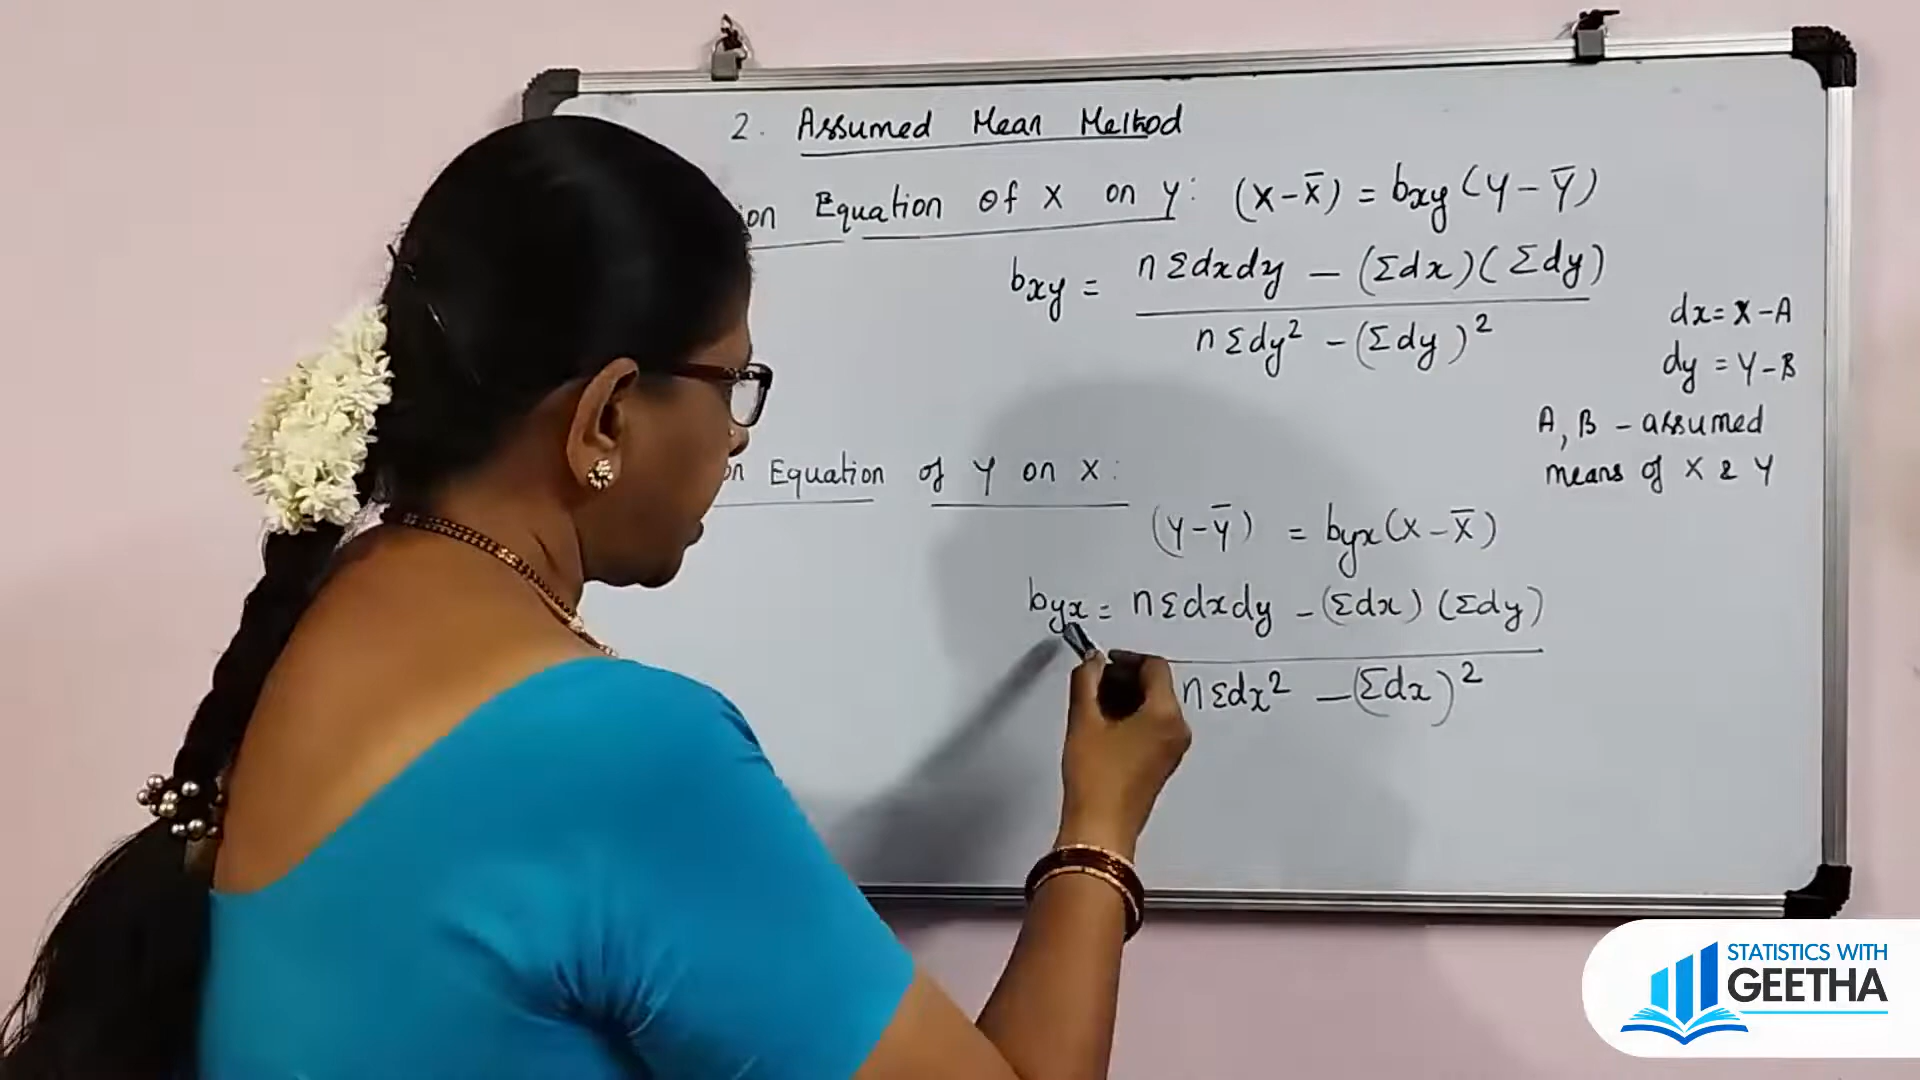 2. Assumed Mean Method
ion Equation of X on Y: (X-X̅) = bxy (Y-Y̅)
bxy = nΣdxdy - (Σdx)(Σdy)
nΣdy² - (Σdy)²
dx = X-A
dy = Y-B
A, B - assumed
means of X & Y
on Equation of Y on X:
(Y-Y̅) = byx (X-X̅)
byx = nΣdxdy - (Σdx) (Σdy)
nΣdx² - (Σdx)²
STATISTICS WITH
GEETHA